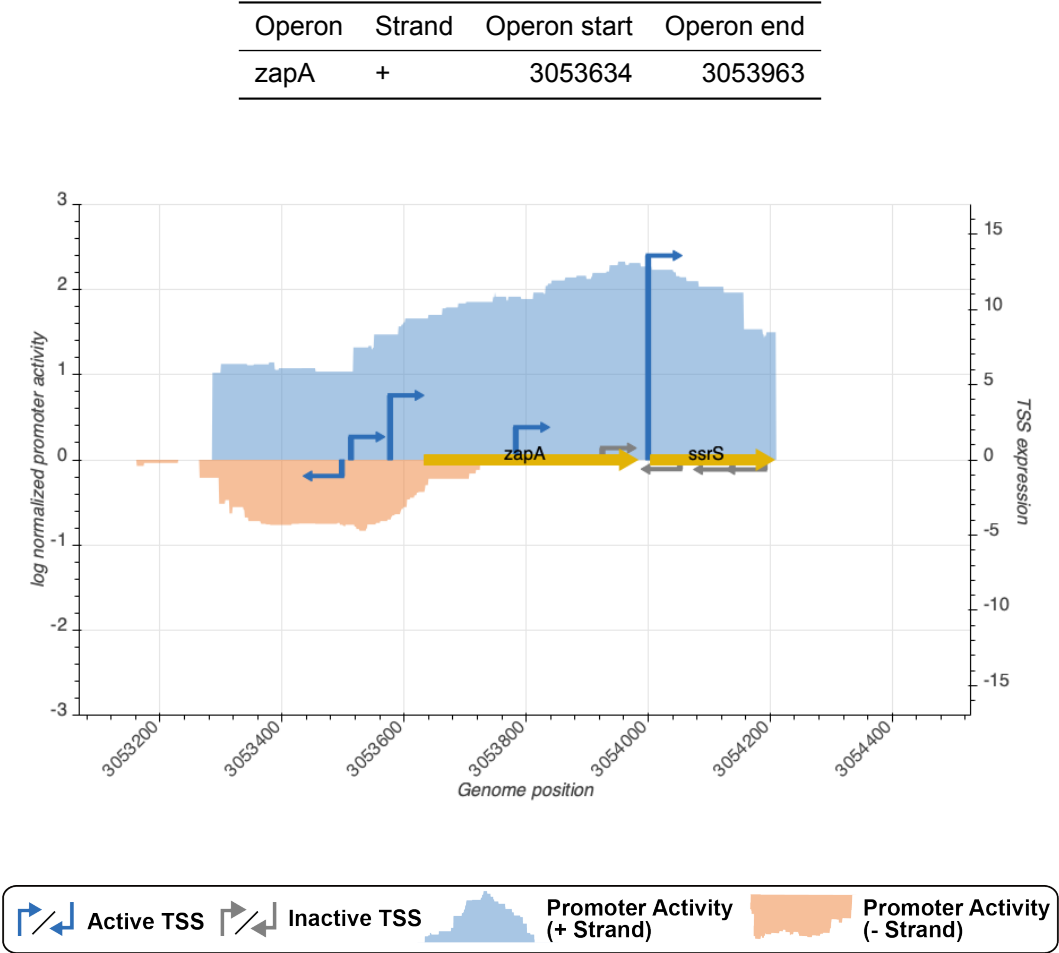 Operon Strand Operon start Operon end
zapA + 3053634 3053963
3
2
1
0
-1
-2
-3
log normalized promoter activity
15
10
5
0
-5
-10
-15
TSS expression
zapA
ssrS
3053200
3053400
3053600
3053800
3054000
3054200
3054400
Genome position
Active TSS
Inactive TSS
Promoter Activity
(+ Strand)
Promoter Activity
(- Strand)